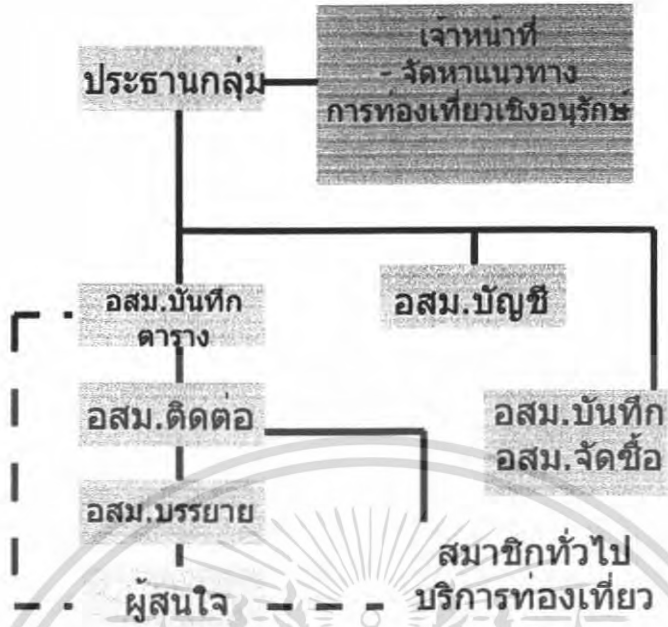 ประธานกลุ่ม
เจ้าหน้าที่
- จัดหาแนวทาง
การท่องเที่ยวเชิงอนุรักษ์
อสม.บันทึก
ตาราง
อสม.บัญชี
อสม.ติดต่อ
อสม.บันทึก
อสม.จัดซื้อ
อสม.บรรยาย
ผู้สนใจ
สมาชิกทั่วไป
บริการท่องเที่ยว